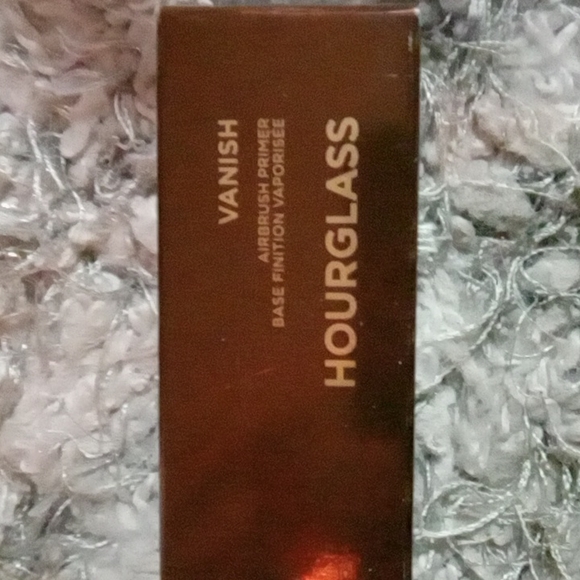 VANISH
AIRBRUSH PRIMER
BASE FINITION VAPORISÉE
HOURGLASS